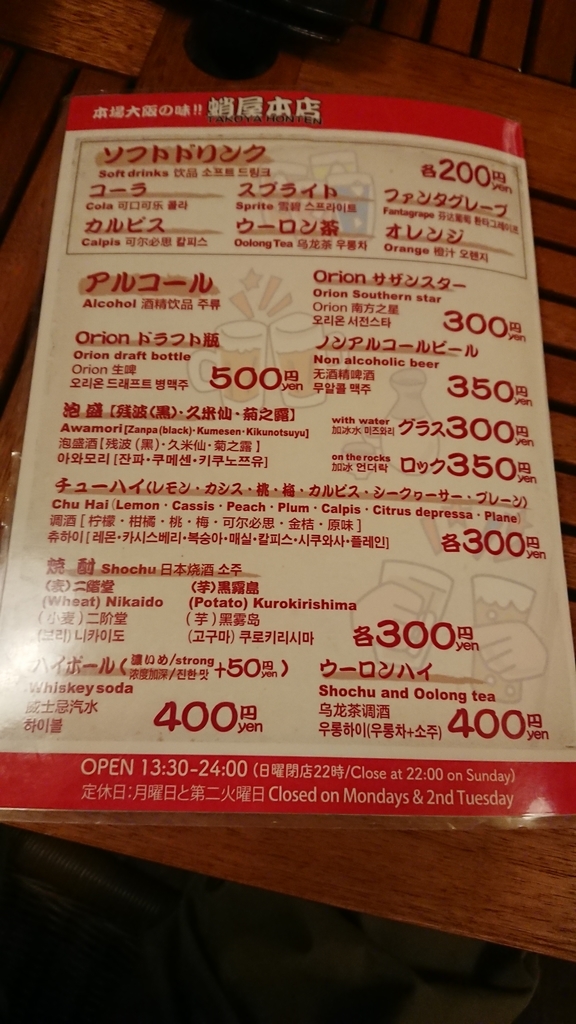 本場大阪の味!! 蛸屋本店
TAKOYA HONTEN
ソフトドリンク
Soft drinks 饮品 소프트 드링크
各200円 yen
コーラ
Cola 可口可乐 콜라
スプライト
Sprite 雪碧 스프라이트
ファンタグレープ
Fantagrape 芬达葡萄 환타그레이프
カルピス
Calpis 可尔必思 칼피스
ウーロン茶
Oolong Tea 乌龙茶 우롱차
オレンジ
Orange 橙汁 오렌지
アルコール
Alcohol 酒精饮品 주류
Orion サザンスター
Orion Southern star
Orion 南方之星
오리온 서전스타
300円 yen
Orion ドラフト瓶
Orion draft bottle
Orion 生啤
오리온 드래프트 병맥주
500円 yen
ノンアルコールビール
Non alcoholic beer
无酒精啤酒
무알콜 맥주
350円 yen
泡盛【残波(黒)・久米仙・菊之露】
Awamori[Zanpa(black)・Kumesen・Kikunotsuyu]
泡盛酒【残波（黑）・久米仙・菊之露】
아와모리 [잔파・쿠메센・키쿠노쯔유]
with water
加冰水 미즈와리 グラス300円 yen
on the rocks
加冰 언더락 ロック350円 yen
チューハイ(レモン・カシス・桃・梅・カルピス・シークヮーサー・プレーン)
Chu Hai (Lemon・Cassis・Peach・Plum・Calpis・Citrus depressa・Plane)
调酒 [ 柠檬・柑橘・桃・梅・可尔必思・金桔・原味 ]
츄하이[레몬・카시스베리・복숭아・매실・칼피스・시쿠와사・플레인]
各300円 yen
焼酎 Shochu 日本烧酒 소주
(麦)二階堂
(Wheat) Nikaido
(小麦)二阶堂
(보리) 니카이도
(芋)黒霧島
(Potato) Kurokirishima
(芋)黑雾岛
(고구마) 쿠로키리시마
各300円 yen
ハイボール(濃いめ/strong 浓度加深/진한 맛 +50円 yen)
Whiskey soda
威士忌汽水
하이볼
400円 yen
ウーロンハイ
Shochu and Oolong tea
乌龙茶调酒
우롱하이(우롱차+소주)
400円 yen
OPEN 13:30-24:00 (日曜閉店22時/Close at 22:00 on Sunday)
定休日:月曜日と第二火曜日 Closed on Mondays & 2nd Tuesday